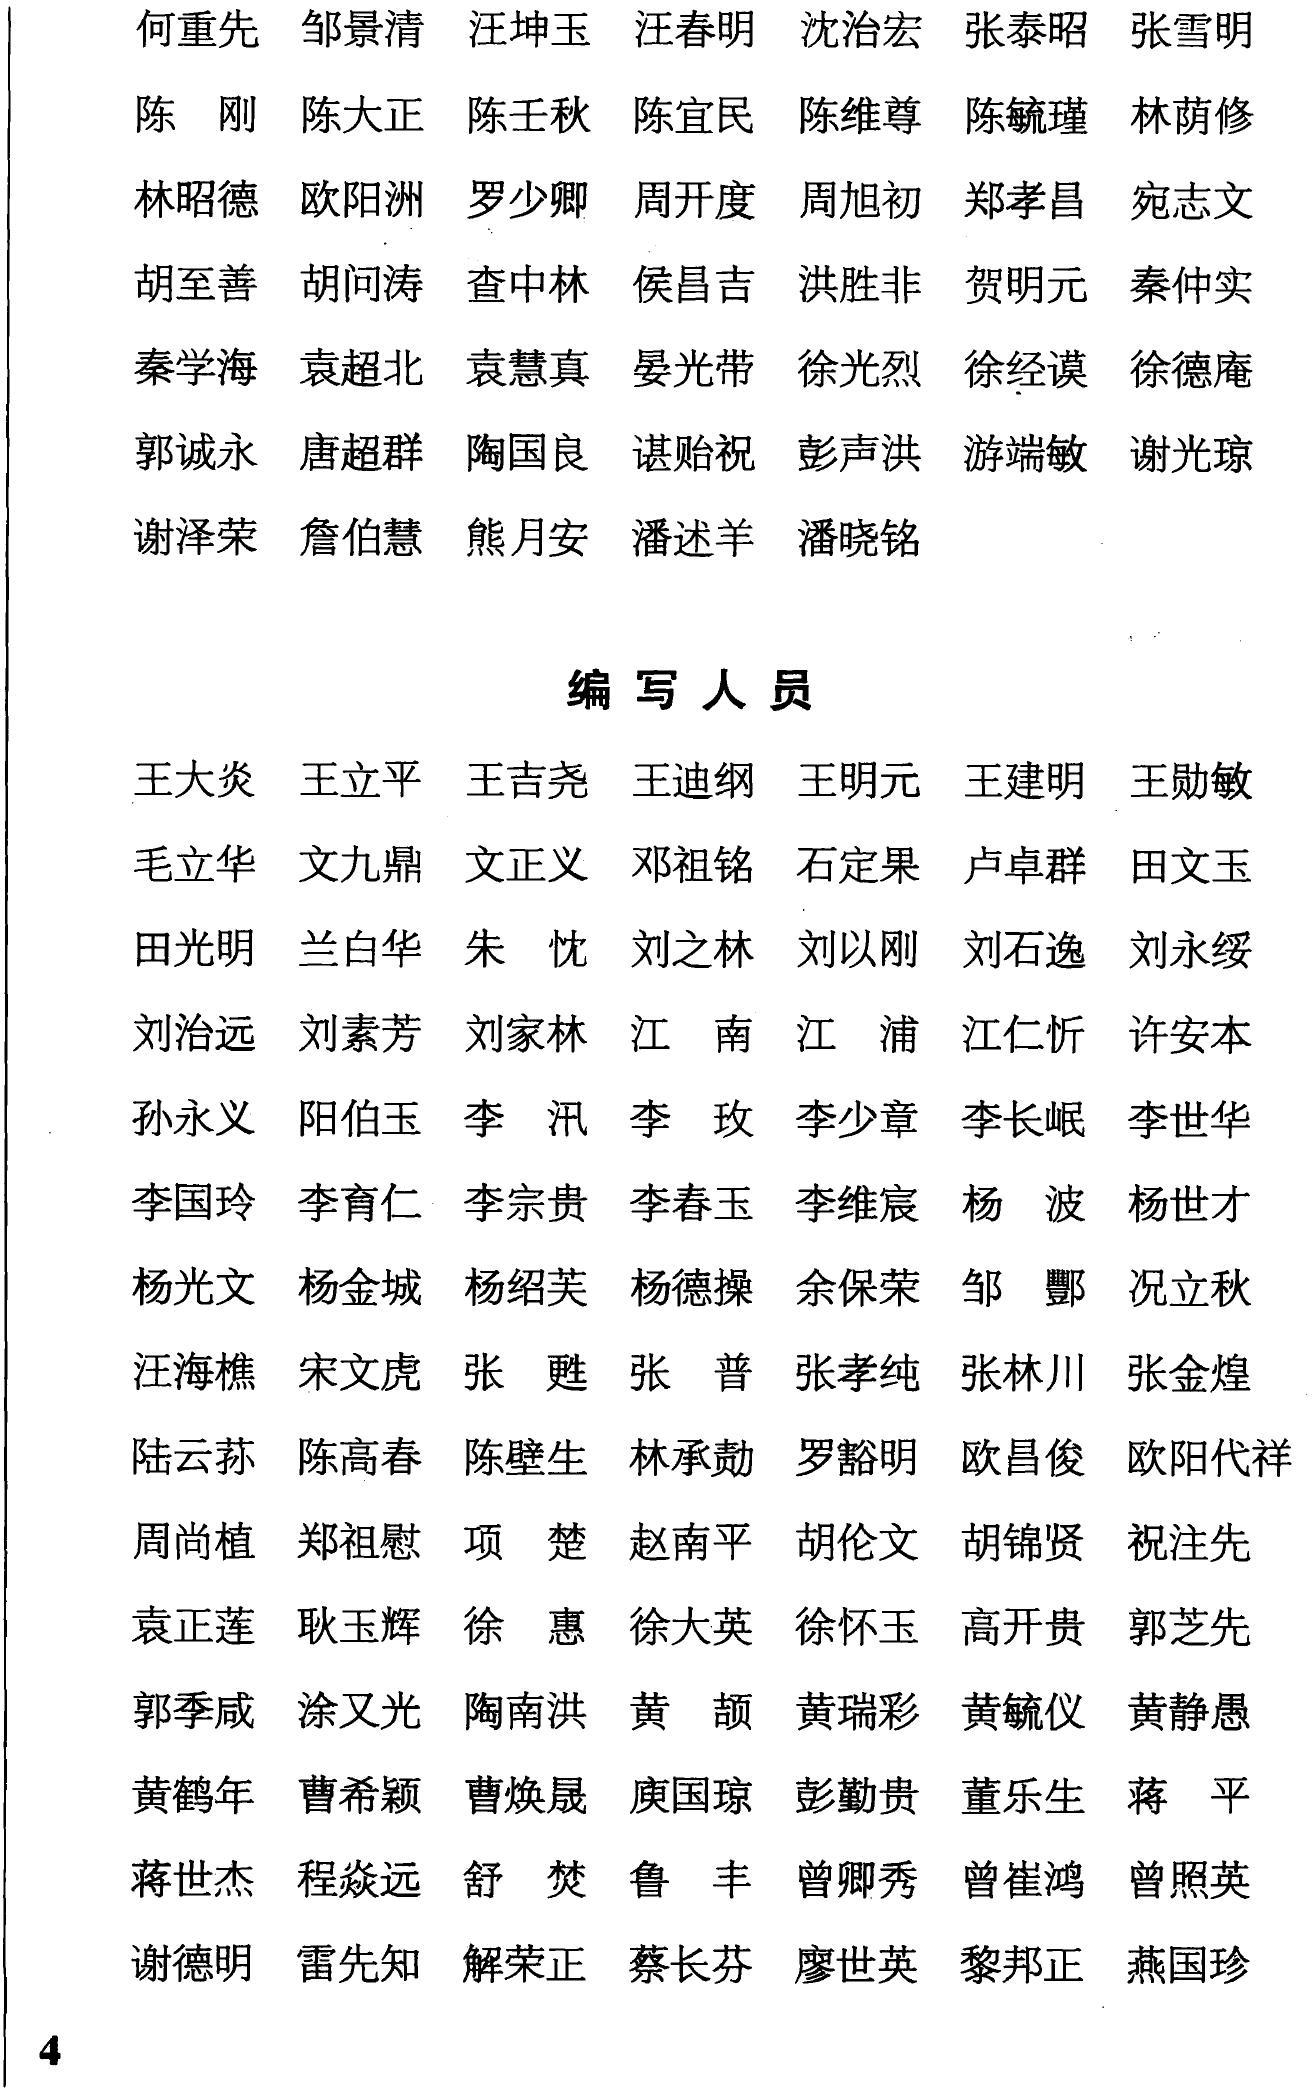 何重先 邹景清 汪坤玉 汪春明 沈治宏 张泰昭 张雪明
陈　刚 陈大正 陈壬秋 陈宜民 陈维尊 陈毓瑾 林荫修
林昭德 欧阳洲 罗少卿 周开度 周旭初 郑孝昌 宛志文
胡至善 胡问涛 查中林 侯昌吉 洪胜非 贺明元 秦仲实
秦学海 袁超北 袁慧真 晏光带 徐光烈 徐经谟 徐德庵
郭诚永 唐超群 陶国良 谌贻祝 彭声洪 游端敏 谢光琼
谢泽荣 詹伯慧 熊月安 潘述羊 潘晓铭
编写人员
王大炎 王立平 王吉尧 王迪纲 王明元 王建明 王勋敏
毛立华 文九鼎 文正义 邓祖铭 石定果 卢卓群 田文玉
田光明 兰白华 朱　忱 刘之林 刘以刚 刘石逸 刘永绥
刘治远 刘素芳 刘家林 江　南 江　浦 江仁忻 许安本
孙永义 阳伯玉 李　汛 李　玫 李少章 李长岷 李世华
李国玲 李育仁 李宗贵 李春玉 李维宸 杨　波 杨世才
杨光文 杨金城 杨绍芙 杨德操 余保荣 邹　酆 况立秋
汪海樵 宋文虎 张　甦 张　普 张孝纯 张林川 张金煌
陆云荪 陈高春 陈壁生 林承勋 罗豁明 欧昌俊 欧阳代祥
周尚植 郑祖慰 项　楚 赵南平 胡伦文 胡锦贤 祝注先
袁正莲 耿玉辉 徐　惠 徐大英 徐怀玉 高开贵 郭芝先
郭季咸 涂又光 陶南洪 黄　颉 黄瑞彩 黄毓仪 黄静愚
黄鹤年 曹希颖 曹焕晟 庾国琼 彭勤贵 董乐生 蒋　平
蒋世杰 程焱远 舒　焚 鲁　丰 曾卿秀 曾崔鸿 曾照英
谢德明 雷先知 解荣正 蔡长芬 廖世英 黎邦正 燕国珍
4